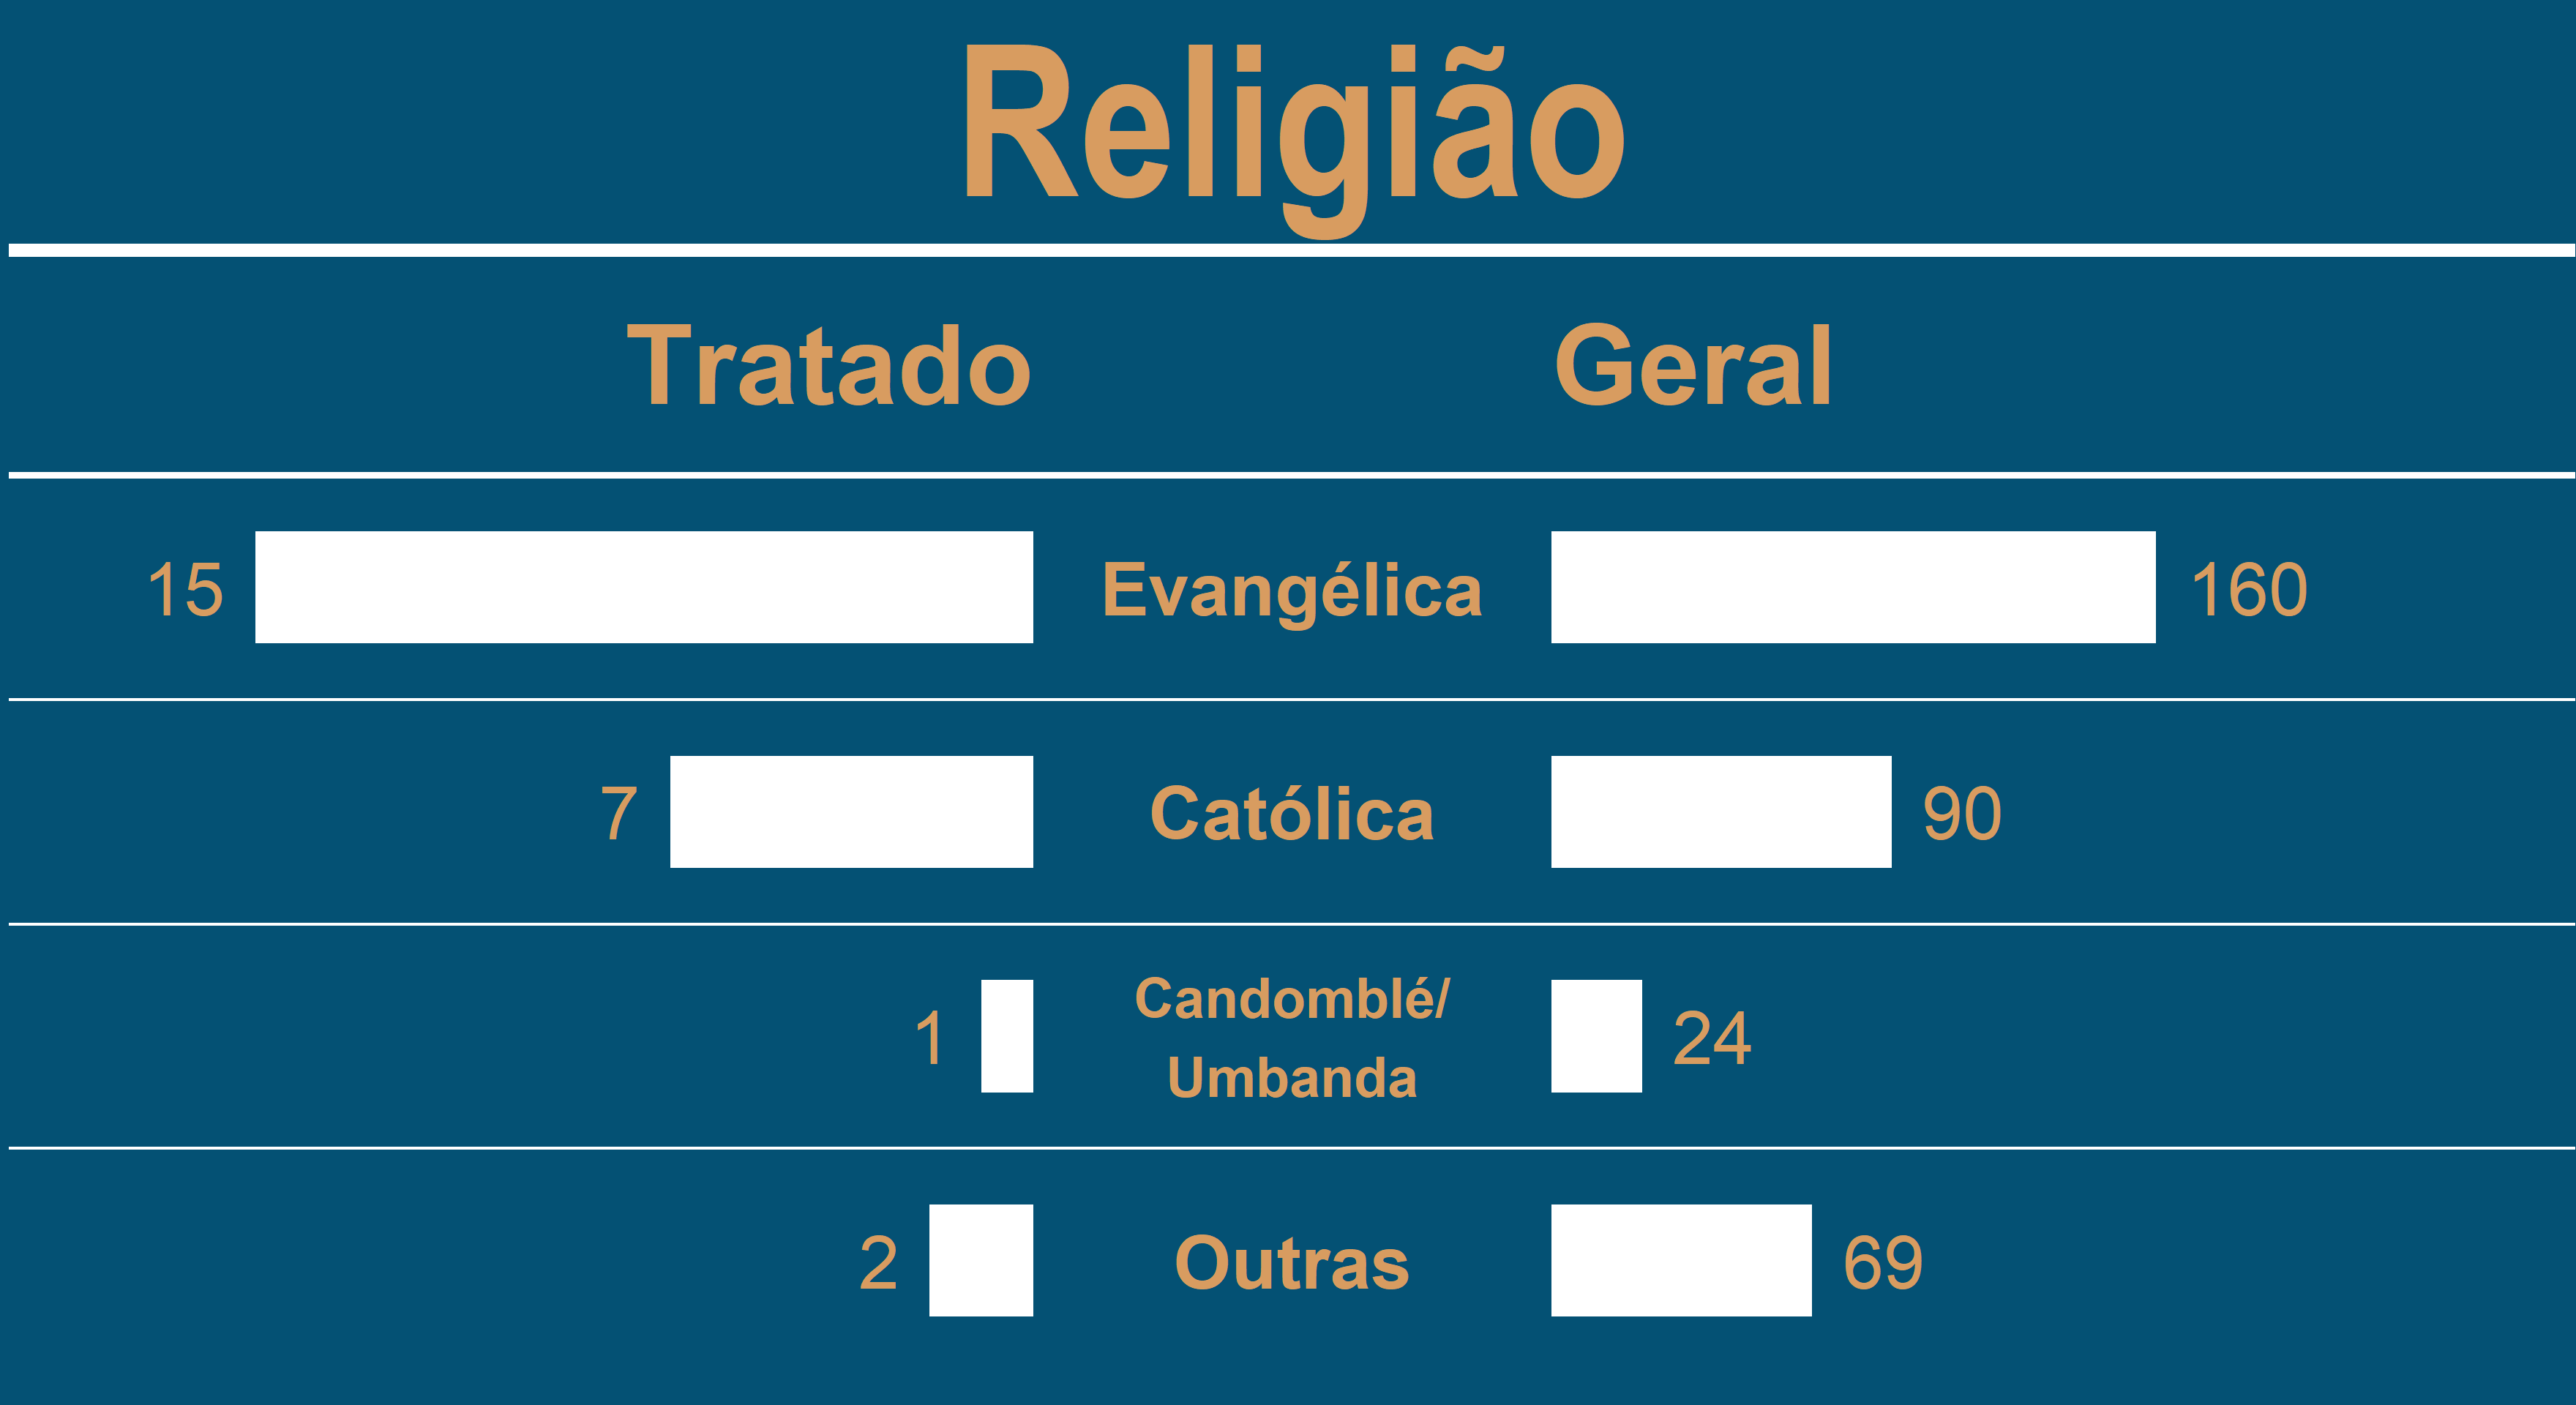 Religião
Tratado Geral
15 Evangélica 160
7 Católica 90
Candomblé/
1 24
Umbanda
2 Outras 69